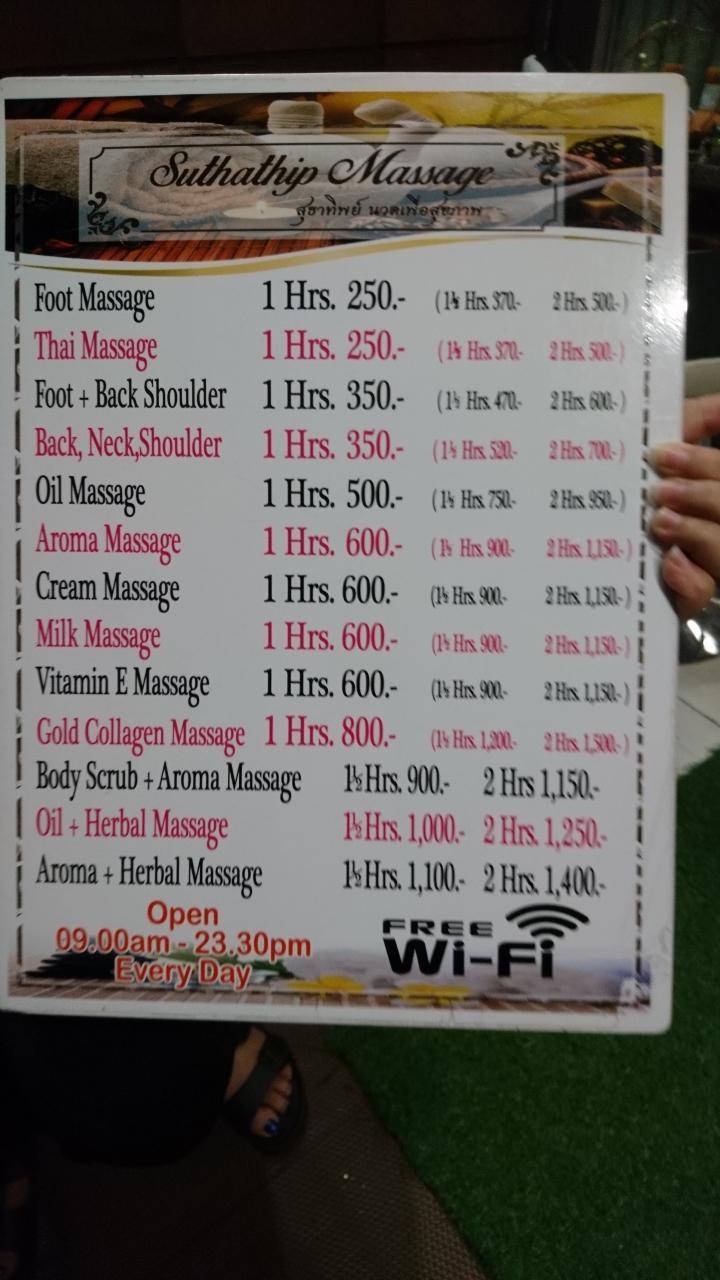 Suthathip Massage
สุธาทิพย์ นวดเพื่อสุขภาพ
Foot Massage 1 Hrs. 250.- (1½ Hrs. 370.- 2 Hrs. 500.-)
Thai Massage 1 Hrs. 250.- (1½ Hrs. 370.- 2 Hrs. 500.-)
Foot + Back Shoulder 1 Hrs. 350.- (1½ Hrs. 470.- 2 Hrs. 600.-)
Back, Neck,Shoulder 1 Hrs. 350.- (1½ Hrs. 520.- 2 Hrs. 700.-)
Oil Massage 1 Hrs. 500.- (1½ Hrs. 750.- 2 Hrs. 950.-)
Aroma Massage 1 Hrs. 600.- (1½ Hrs. 900.- 2 Hrs. 1,150.-)
Cream Massage 1 Hrs. 600.- (1½ Hrs. 900.- 2 Hrs. 1,150.-)
Milk Massage 1 Hrs. 600.- (1½ Hrs. 900.- 2 Hrs. 1,150.-)
Vitamin E Massage 1 Hrs. 600.- (1½ Hrs. 900.- 2 Hrs. 1,150.-)
Gold Collagen Massage 1 Hrs. 800.- (1½ Hrs. 1,200.- 2 Hrs. 1,500.-)
Body Scrub + Aroma Massage 1½ Hrs. 900.- 2 Hrs 1,150.-
Oil + Herbal Massage 1½ Hrs. 1,000.- 2 Hrs. 1,250.-
Aroma + Herbal Massage 1½ Hrs. 1,100.- 2 Hrs. 1,400.-
Open
09.00am - 23.30pm
Every Day
FREE
Wi-Fi